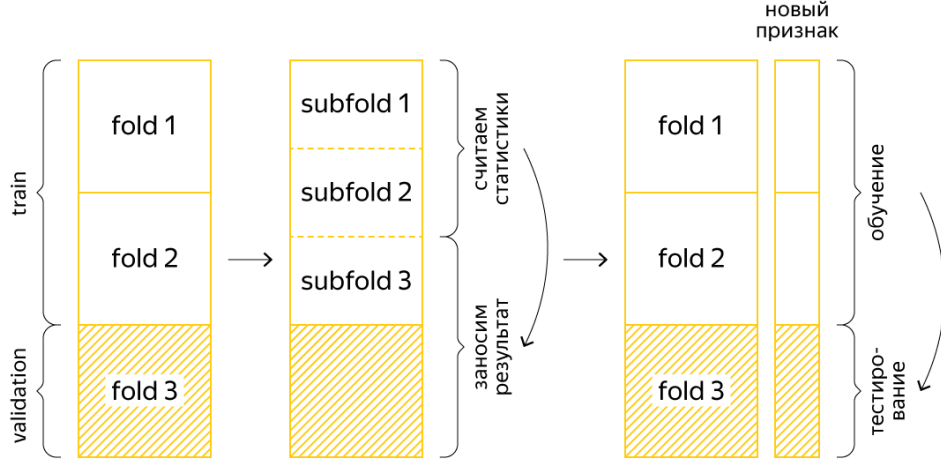 train
validation
fold 1
fold 2
fold 3
subfold 1
subfold 2
subfold 3
считаем
статистики
заносим
результат
новый
признак
fold 1
fold 2
fold 3
обучение
тестиро-
вание